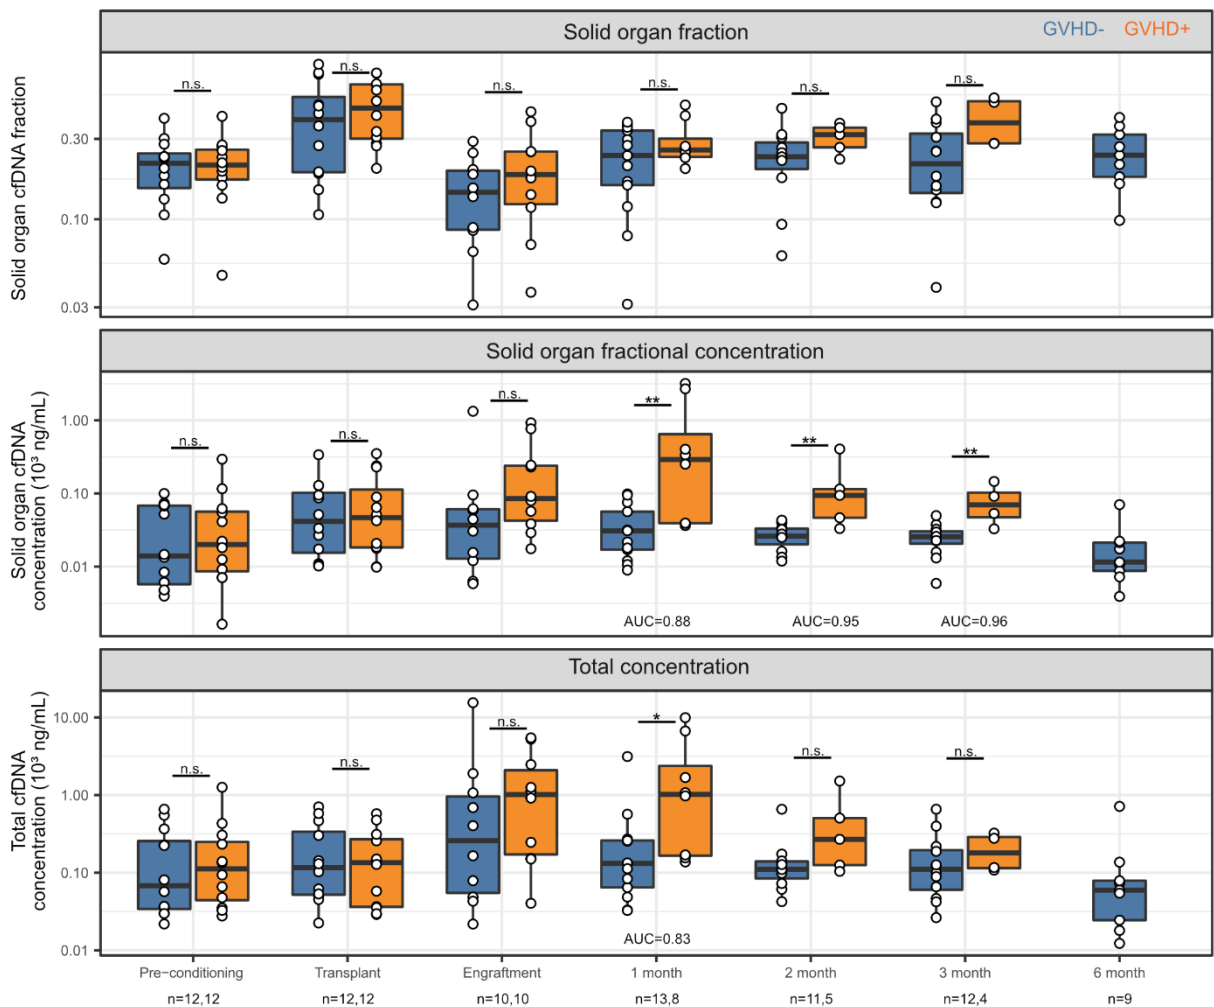 Solid organ fraction
GVHD- GVHD+
Solid organ cfDNA fraction
0.30
0.10
0.03
n.s.
n.s.
n.s.
n.s.
n.s.
n.s.
Solid organ fractional concentration
Solid organ cfDNA
concentration (10³ ng/mL)
1.00
0.10
0.01
n.s.
n.s.
n.s.
**
**
**
AUC=0.88
AUC=0.95
AUC=0.96
Total concentration
Total cfDNA
concentration (10³ ng/mL)
10.00
1.00
0.10
0.01
n.s.
n.s.
n.s.
*
n.s.
n.s.
AUC=0.83
Pre-conditioning Transplant Engraftment 1 month 2 month 3 month 6 month
n=12,12 n=12,12 n=10,10 n=13,8 n=11,5 n=12,4 n=9